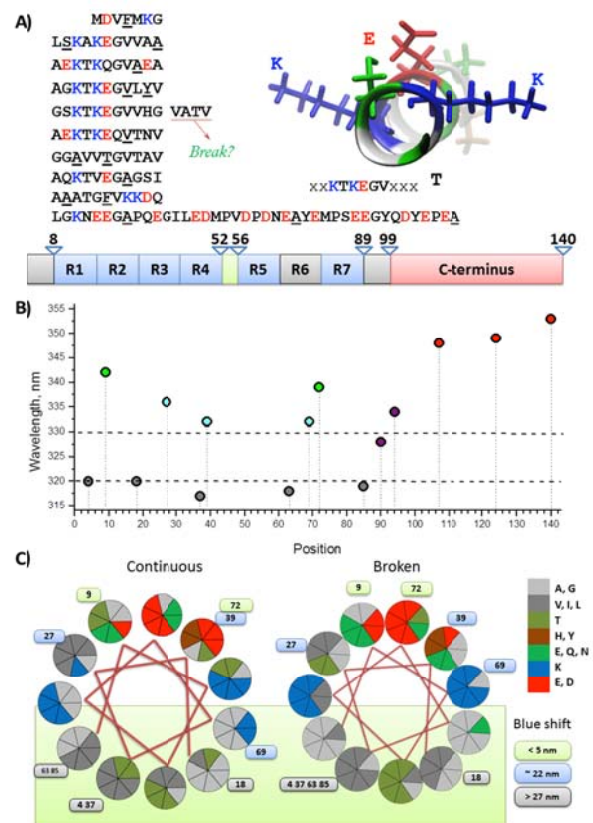 A)
MDVFMKG
LSKAKEGVVAA
AEKTKQGVAEA
AGKTKEGVLYV
GSKTKEGVVHG VATV
Break?
AEKTKEQVTNV
GGAVVTGVTAV
AQKTVEGAGSI
AAATGFVKKDQ
LGKNEEGAPQEGILEDMPVDPDNEAYEMPSEEGYQDYEPEA
E
K
K
T
xxKTKEGVxxx
8 52 56 89 99 140
R1 R2 R3 R4 R5 R6 R7 C-terminus
B)
Wavelength, nm
355
350
345
340
330
320
315
0 10 20 30 40 50 60 70 80 90 100 110 120 130 140
Position
C)
Continuous Broken
9 72 39 27 69 63 85 4 37 18
9 72 39 27 69 4 37 63 85 18
A, G
V, I, L
T
H, Y
E, Q, N
K
E, D
Blue shift
< 5 nm
≈ 22 nm
> 27 nm